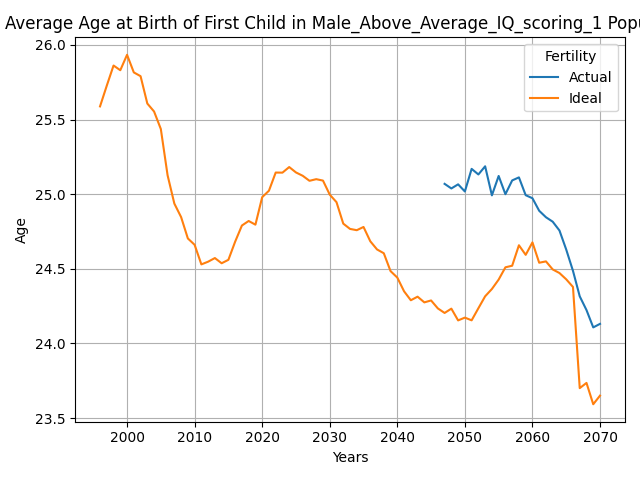 Average Age at Birth of First Child in Male_Above_Average_IQ_scoring_1
Fertility
Actual
Ideal
26.0
25.5
25.0
24.5
24.0
23.5
Age
2000 2010 2020 2030 2040 2050 2060 2070
Years